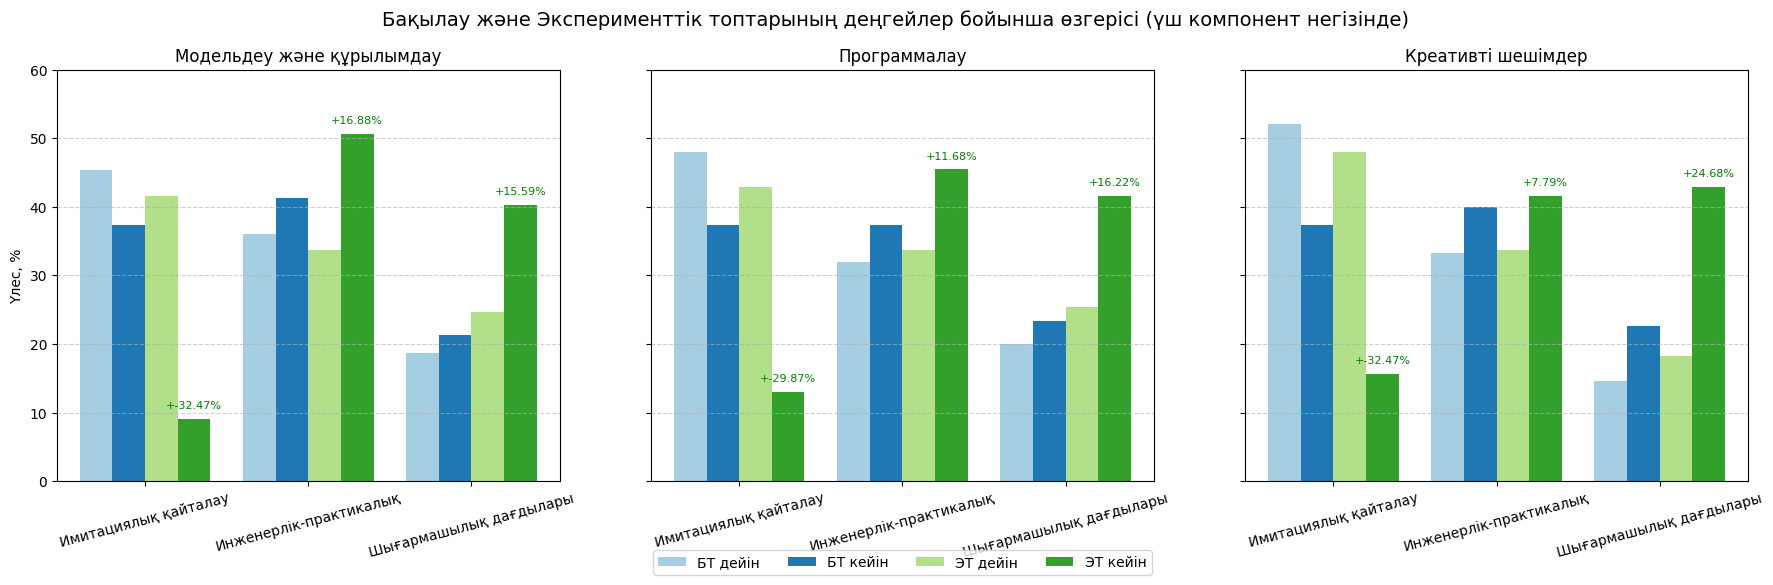 Бақылау және Эксперименттік топтарының деңгейлер бойынша өзгерісі (үш компонент негізінде)
Модельдеу және құрылымдау
Үлес, %
60
50
40
30
20
10
0
+-32.47%
+16.88%
+15.59%
Имитациялық қайталау
Инженерлік-практикалық
Шығармашылық дағдылары
Программалау
+-29.87%
+11.68%
+16.22%
Имитациялық қайталау
Инженерлік-практикалық
Шығармашылық дағдылары
Креативті шешімдер
+-32.47%
+7.79%
+24.68%
Имитациялық қайталау
Инженерлік-практикалық
Шығармашылық дағдылары
БТ дейін
БТ кейін
ЭТ дейін
ЭТ кейін